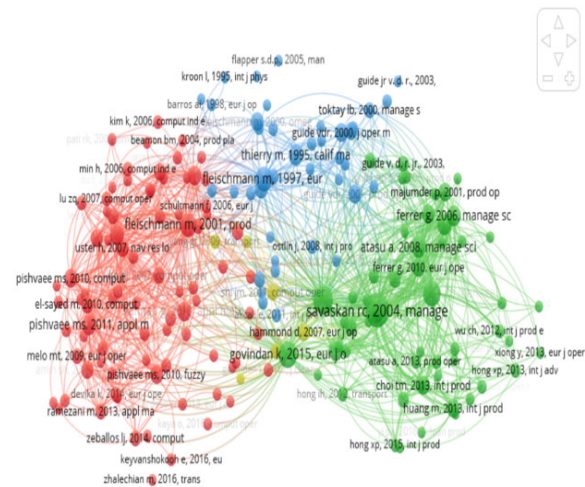 flapper s.d.p., 2005, man
kroon l, 1995, int j phys
guide jr v. d. r., 2003,
barros ai, 1998, eur j op
toktay lb, 2000, manage s
kim k, 2006, comput ind e
guide vdr, 2000, j oper m
beamon bm, 2004, prod pla
thierry m, 1995, calif ma
guide v. d. r. jr., 2003,
min h, 2006, comput ind e
fleischmann m, 1997, eur
majumder p, 2001, prod op
lu zq, 2007, comput oper
schultmann f, 2006, eur j
ferrer g, 2006, manage sc
fleischmann m, 2001, prod
uster h, 2007, nav res lo
ostlin j, 2008, int j pro
atasu a, 2008, manage sci
ferrer g, 2010, eur j ope
pishvaee ms, 2010, comput
el-sayed m, 2010, comput
savaskan rc, 2004, manage
pishvaee ms, 2011, appl m
hammond d, 2007, eur j op
wu ch, 2012, int j prod e
melo mt, 2009, eur j oper
govindan k, 2015, eur j o
xiong y, 2013, eur j oper
atasu a, 2013, prod oper
hong xp, 2013, int j adv
pishvaee ms, 2010, fuzzy
choi tm, 2013, int j prod
devika k, 2014, eur j ope
ramezani m, 2013, appl ma
huang m, 2013, int j prod
zeballos lj, 2014, comput
hong xp, 2015, int j prod
keyvanshokooh e, 2016, eu
zhalechian m, 2016, trans